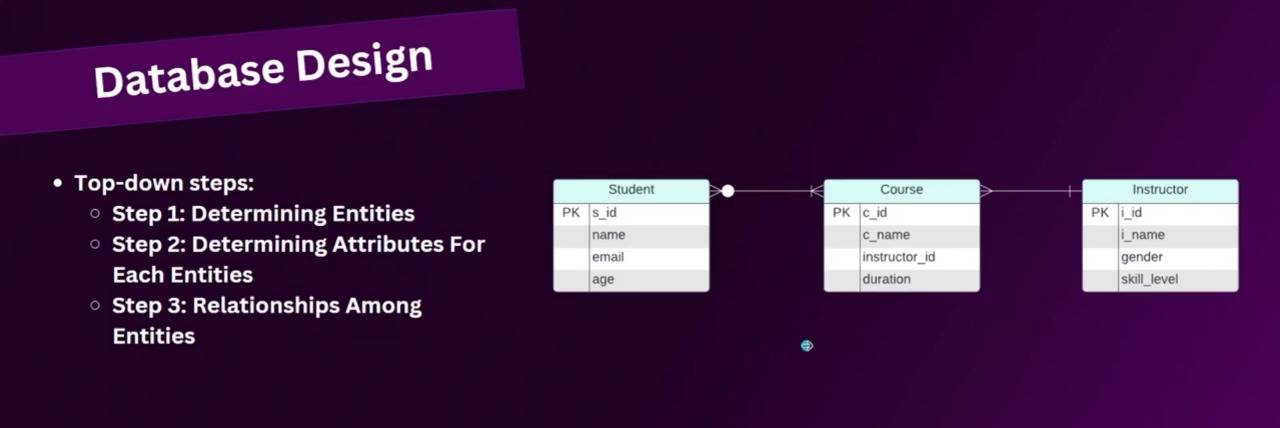 Database Design
Top-down steps:
Step 1: Determining Entities
Step 2: Determining Attributes For
Each Entities
Step 3: Relationships Among
Entities
Student
PK s_id
name
email
age
Course
PK c_id
c_name
instructor_id
duration
Instructor
PK i_id
i_name
gender
skill_level